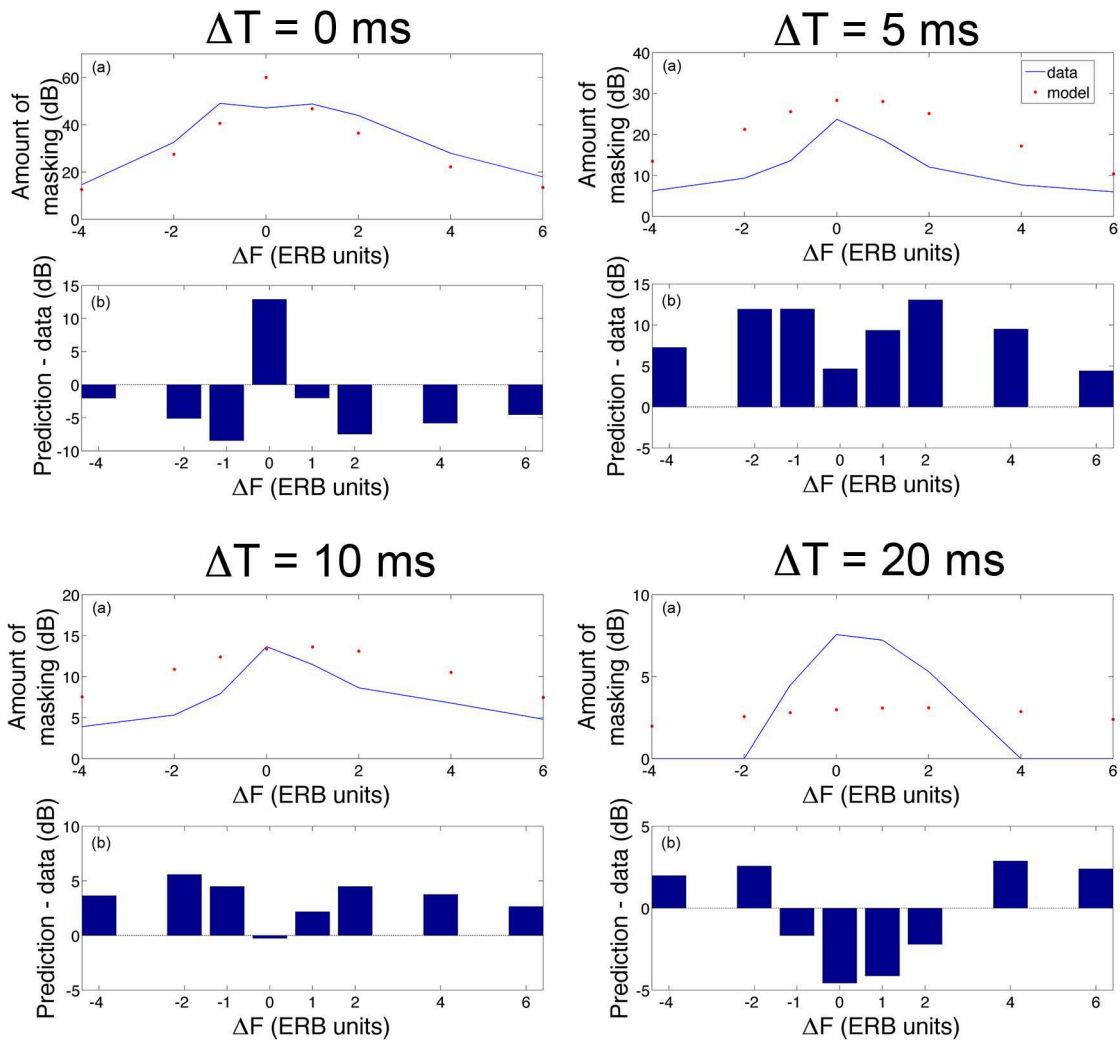 ΔT = 0 ms
(a)
Amount of
masking (dB)
60
40
20
0
-4 -2 0 2 4 6
ΔF (ERB units)
(b)
Prediction - data (dB)
15
10
5
0
-5
-10
-4 -2 -1 0 1 2 4 6
ΔF (ERB units)
ΔT = 5 ms
(a)
data
model
Amount of
masking (dB)
40
30
20
10
0
-4 -2 0 2 4 6
ΔF (ERB units)
(b)
Prediction - data (dB)
15
10
5
0
-5
-4 -2 -1 0 1 2 4 6
ΔF (ERB units)
ΔT = 10 ms
(a)
Amount of
masking (dB)
20
15
10
5
0
-4 -2 0 2 4 6
ΔF (ERB units)
(b)
Prediction - data (dB)
10
5
0
-5
-4 -2 -1 0 1 2 4 6
ΔF (ERB units)
ΔT = 20 ms
(a)
Amount of
masking (dB)
10
5
0
-4 -2 0 2 4 6
ΔF (ERB units)
(b)
Prediction - data (dB)
5
0
-5
-4 -2 -1 0 1 2 4 6
ΔF (ERB units)